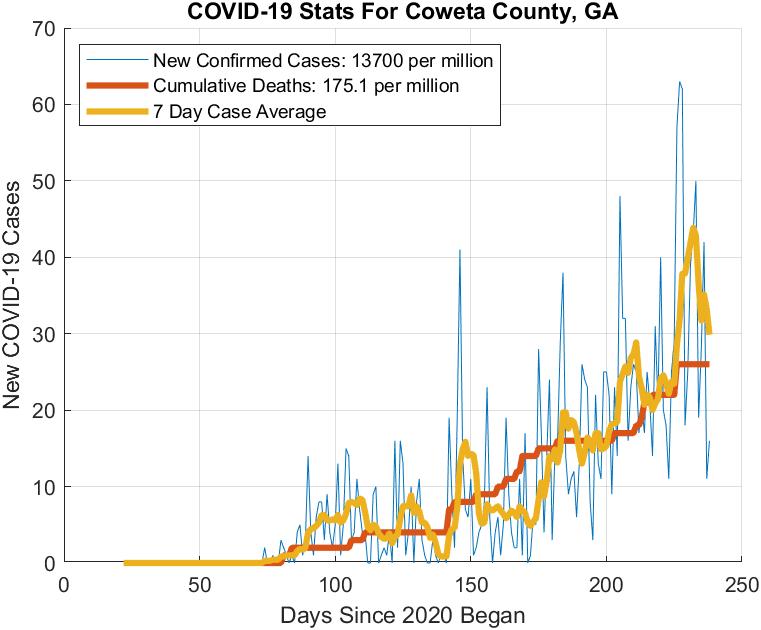 COVID-19 Stats For Coweta County, GA
New Confirmed Cases: 13700 per million
Cumulative Deaths: 175.1 per million
7 Day Case Average
New COVID-19 Cases
70
60
50
40
30
20
10
0
0 50 100 150 200 250
Days Since 2020 Began